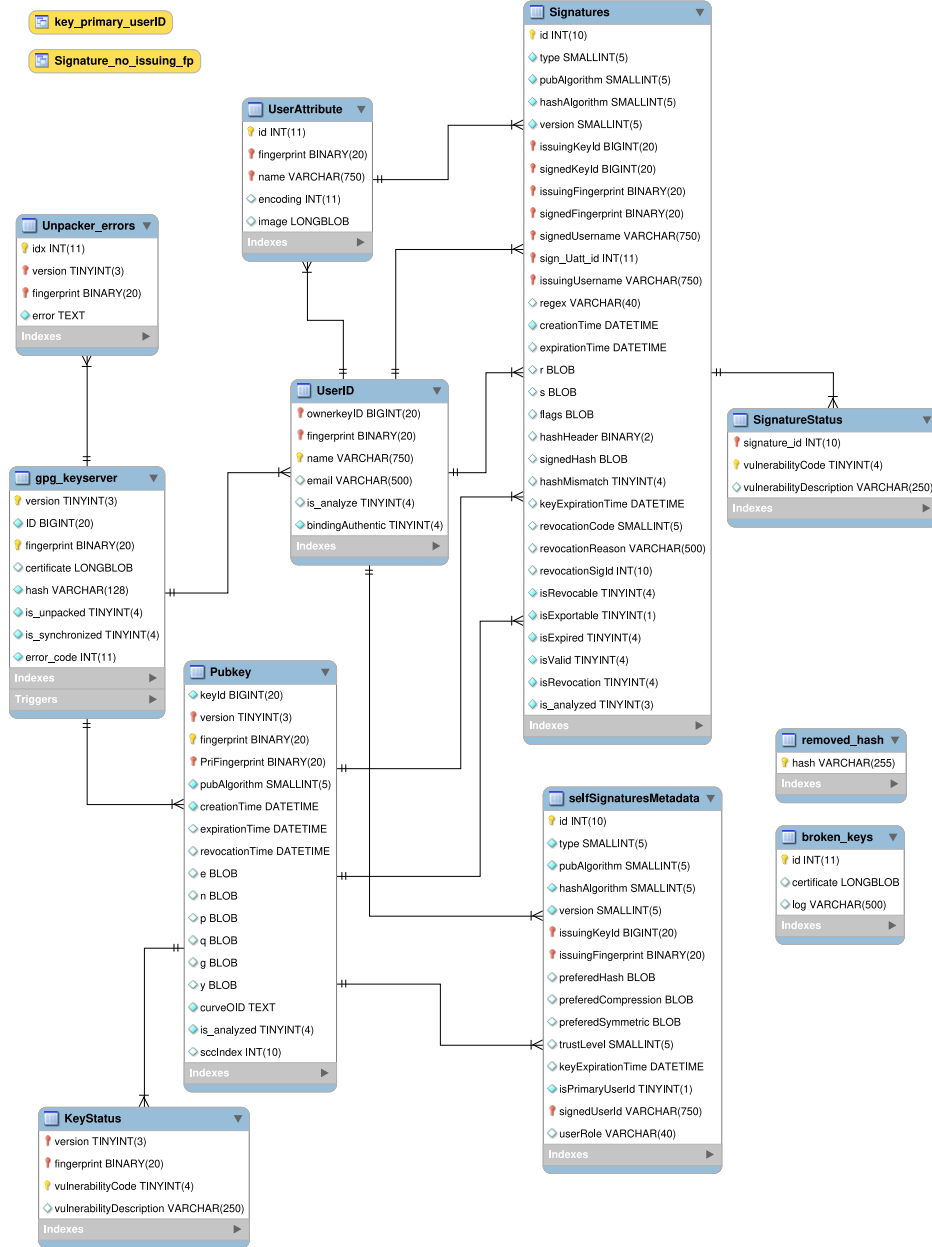 key_primary_userID
Signature_no_issuing_fp
UserAttribute
id INT(11)
fingerprint BINARY(20)
name VARCHAR(750)
encoding INT(11)
image LONGBLOB
Indexes
Signatures
id INT(10)
type SMALLINT(5)
pubAlgorithm SMALLINT(5)
hashAlgorithm SMALLINT(5)
version SMALLINT(5)
issuingKeyId BIGINT(20)
signedKeyId BIGINT(20)
issuingFingerprint BINARY(20)
signedFingerprint BINARY(20)
signedUsername VARCHAR(750)
sign_Uatt_id INT(11)
issuingUsername VARCHAR(750)
regex VARCHAR(40)
creationTime DATETIME
expirationTime DATETIME
r BLOB
s BLOB
flags BLOB
hashHeader BINARY(2)
signedHash BLOB
hashMismatch TINYINT(4)
keyExpirationTime DATETIME
revocationCode SMALLINT(5)
revocationReason VARCHAR(500)
revocationSigId INT(10)
isRevocable TINYINT(4)
isExportable TINYINT(1)
isExpired TINYINT(4)
isValid TINYINT(4)
isRevocation TINYINT(4)
is_analyzed TINYINT(3)
Indexes
Unpacker_errors
idx INT(11)
version TINYINT(3)
fingerprint BINARY(20)
error TEXT
Indexes
UserID
ownerkeyID BIGINT(20)
fingerprint BINARY(20)
name VARCHAR(750)
email VARCHAR(500)
is_analyze TINYINT(4)
bindingAuthentic TINYINT(4)
Indexes
SignatureStatus
signature_id INT(10)
vulnerabilityCode TINYINT(4)
vulnerabilityDescription VARCHAR(250)
Indexes
gpg_keyserver
version TINYINT(3)
ID BIGINT(20)
fingerprint BINARY(20)
certificate LONGBLOB
hash VARCHAR(128)
is_unpacked TINYINT(4)
is_synchronized TINYINT(4)
error_code INT(11)
Indexes
Triggers
Pubkey
keyId BIGINT(20)
version TINYINT(3)
fingerprint BINARY(20)
PriFingerprint BINARY(20)
pubAlgorithm SMALLINT(5)
creationTime DATETIME
expirationTime DATETIME
revocationTime DATETIME
e BLOB
n BLOB
p BLOB
q BLOB
g BLOB
y BLOB
curveOID TEXT
is_analyzed TINYINT(4)
sccIndex INT(10)
Indexes
removed_hash
hash VARCHAR(255)
Indexes
selfSignaturesMetadata
id INT(10)
type SMALLINT(5)
pubAlgorithm SMALLINT(5)
hashAlgorithm SMALLINT(5)
version SMALLINT(5)
issuingKeyId BIGINT(20)
issuingFingerprint BINARY(20)
preferedHash BLOB
preferedCompression BLOB
preferedSymmetric BLOB
trustLevel SMALLINT(5)
keyExpirationTime DATETIME
isPrimaryUserId TINYINT(1)
signedUserId VARCHAR(750)
userRole VARCHAR(40)
Indexes
broken_keys
id INT(11)
certificate LONGBLOB
log VARCHAR(500)
Indexes
KeyStatus
version TINYINT(3)
fingerprint BINARY(20)
vulnerabilityCode TINYINT(4)
vulnerabilityDescription VARCHAR(250)
Indexes